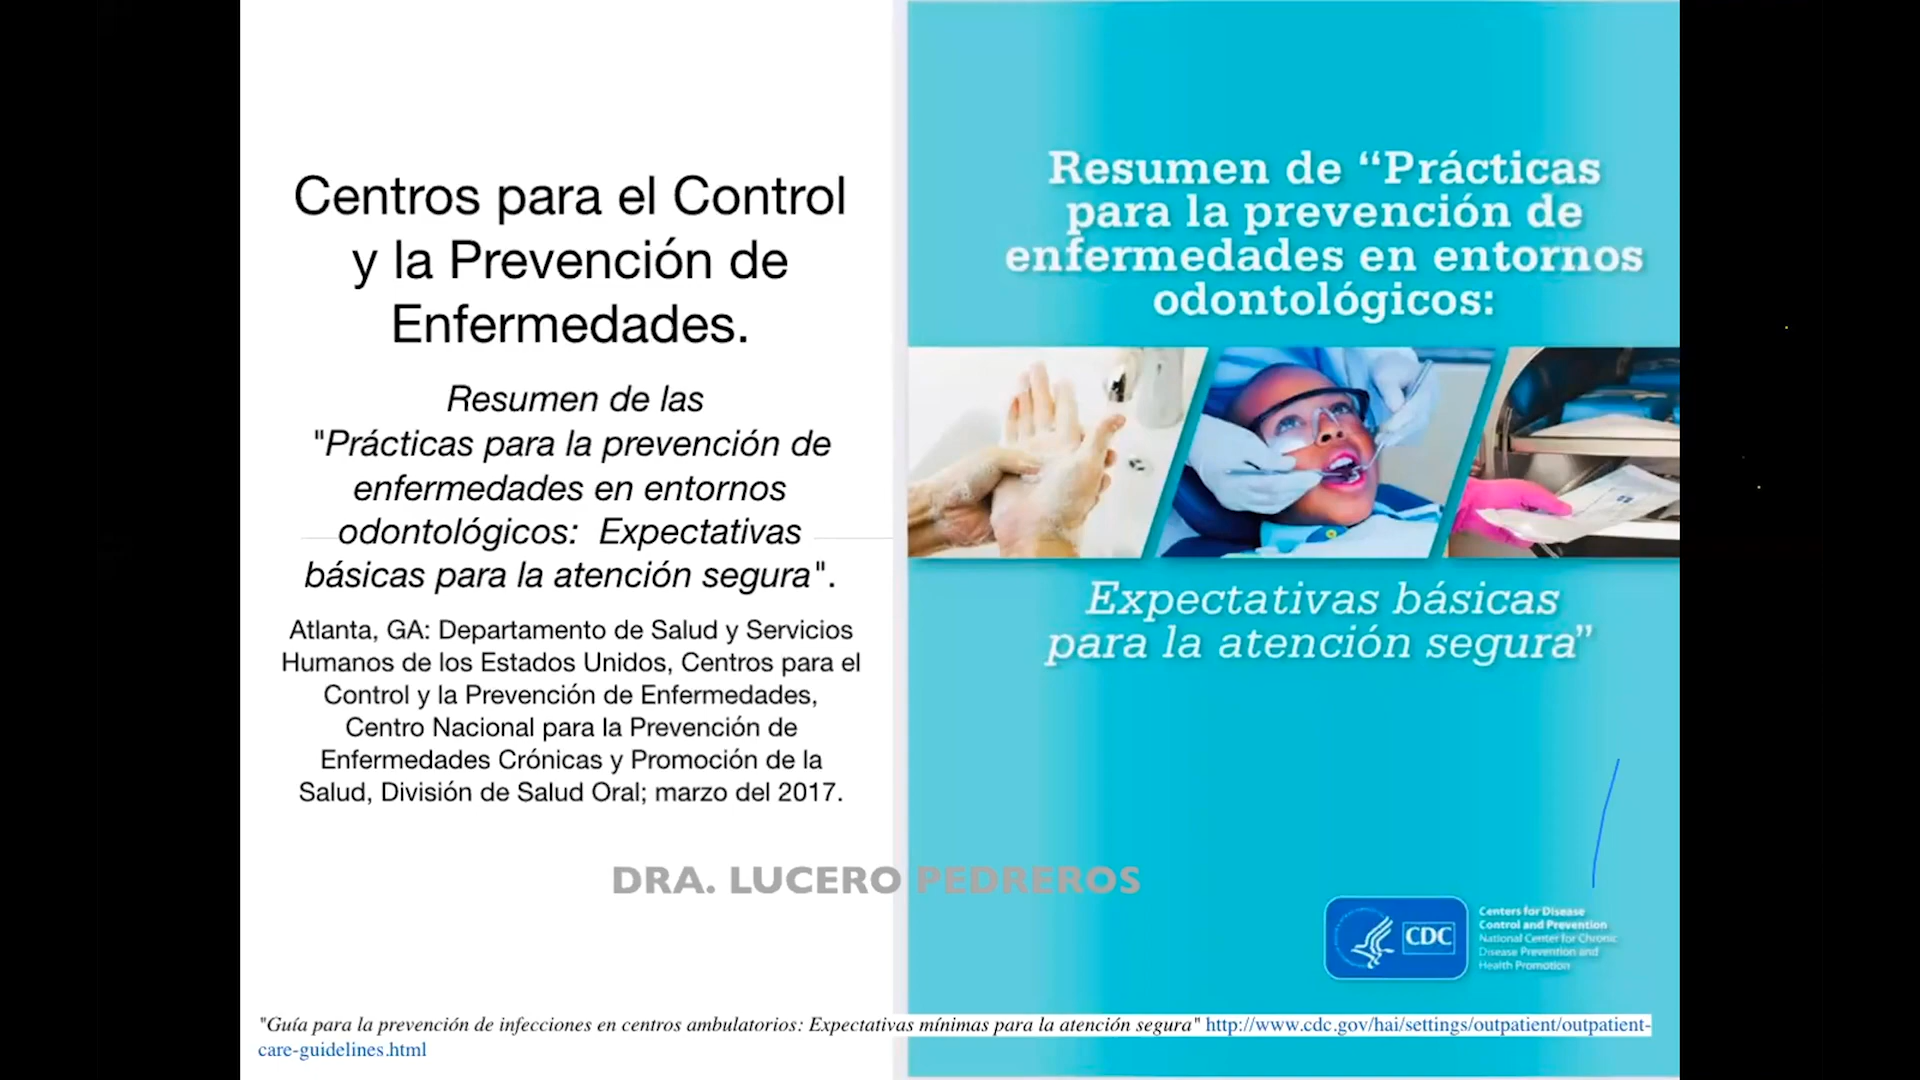 Centros para el Control
y la Prevención de
Enfermedades.
Resumen de las
"Prácticas para la prevención de
enfermedades en entornos
odontológicos:  Expectativas
básicas para la atención segura".
Atlanta, GA: Departamento de Salud y Servicios
Humanos de los Estados Unidos, Centros para el
Control y la Prevención de Enfermedades,
Centro Nacional para la Prevención de
Enfermedades Crónicas y Promoción de la
Salud, División de Salud Oral; marzo del 2017.
Resumen de “Prácticas
para la prevención de
enfermedades en entornos
odontológicos:
Expectativas básicas
para la atención segura”
DRA. LUCERO PEDREROS
CDC
Centers for Disease
Control and Prevention
National Center for Chronic
Disease Prevention and
Health Promotion
"Guía para la prevención de infecciones en centros ambulatorios: Expectativas mínimas para la atención segura" http://www.cdc.gov/hai/settings/outpatient/outpatient-
care-guidelines.html